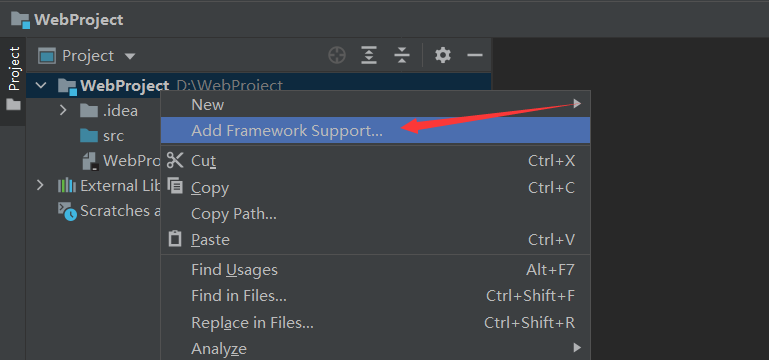 WebProject
Project
Project
WebProject D:\WebProject
.idea
src
WebPro
External Lib
Scratches a
New
Add Framework Support...
Cut Ctrl+X
Copy Ctrl+C
Copy Path...
Paste Ctrl+V
Find Usages Alt+F7
Find in Files... Ctrl+Shift+F
Replace in Files... Ctrl+Shift+R
Analyze